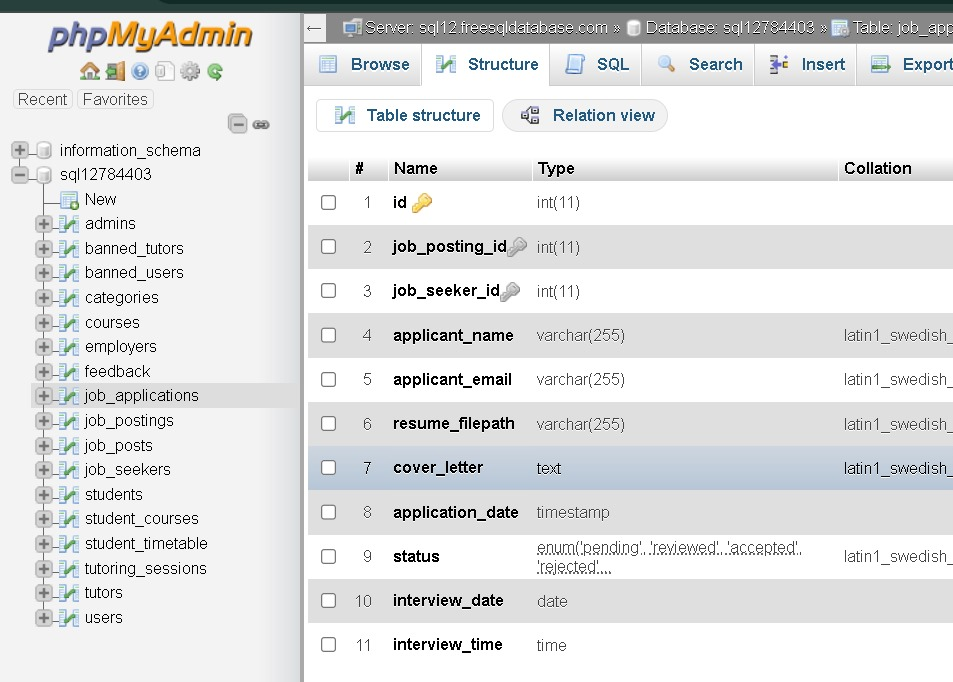 phpMyAdmin
Recent Favorites
information_schema
sql12784403
New
admins
banned_tutors
banned_users
categories
courses
employers
feedback
job_applications
job_postings
job_posts
job_seekers
students
student_courses
student_timetable
tutoring_sessions
tutors
users
← Server: sql12.freesqldatabase.com » Database: sql12784403 » Table: job_app
Browse Structure SQL Search Insert Export
Table structure Relation view
# Name Type Collation
1 id int(11)
2 job_posting_id int(11)
3 job_seeker_id int(11)
4 applicant_name varchar(255) latin1_swedish_
5 applicant_email varchar(255) latin1_swedish_
6 resume_filepath varchar(255) latin1_swedish_
7 cover_letter text latin1_swedish_
8 application_date timestamp
9 status enum('pending', 'reviewed', 'accepted', latin1_swedish_
'rejected'...
10 interview_date date
11 interview_time time